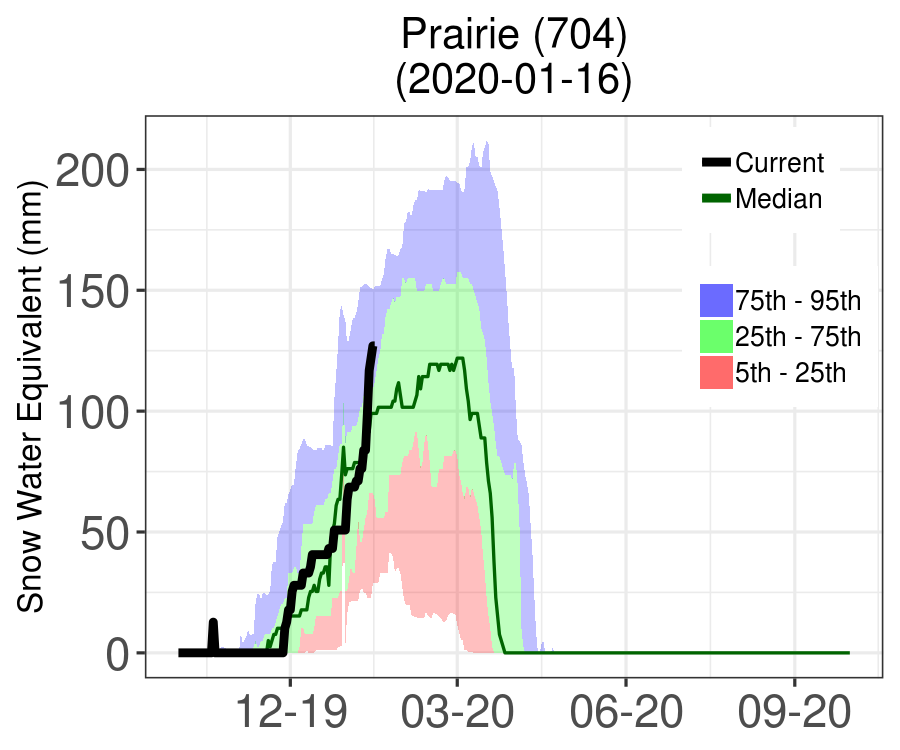 Prairie (704)
(2020-01-16)
Snow Water Equivalent (mm)
200
150
100
50
0
Current
Median
75th - 95th
25th - 75th
5th - 25th
12-19 03-20 06-20 09-20